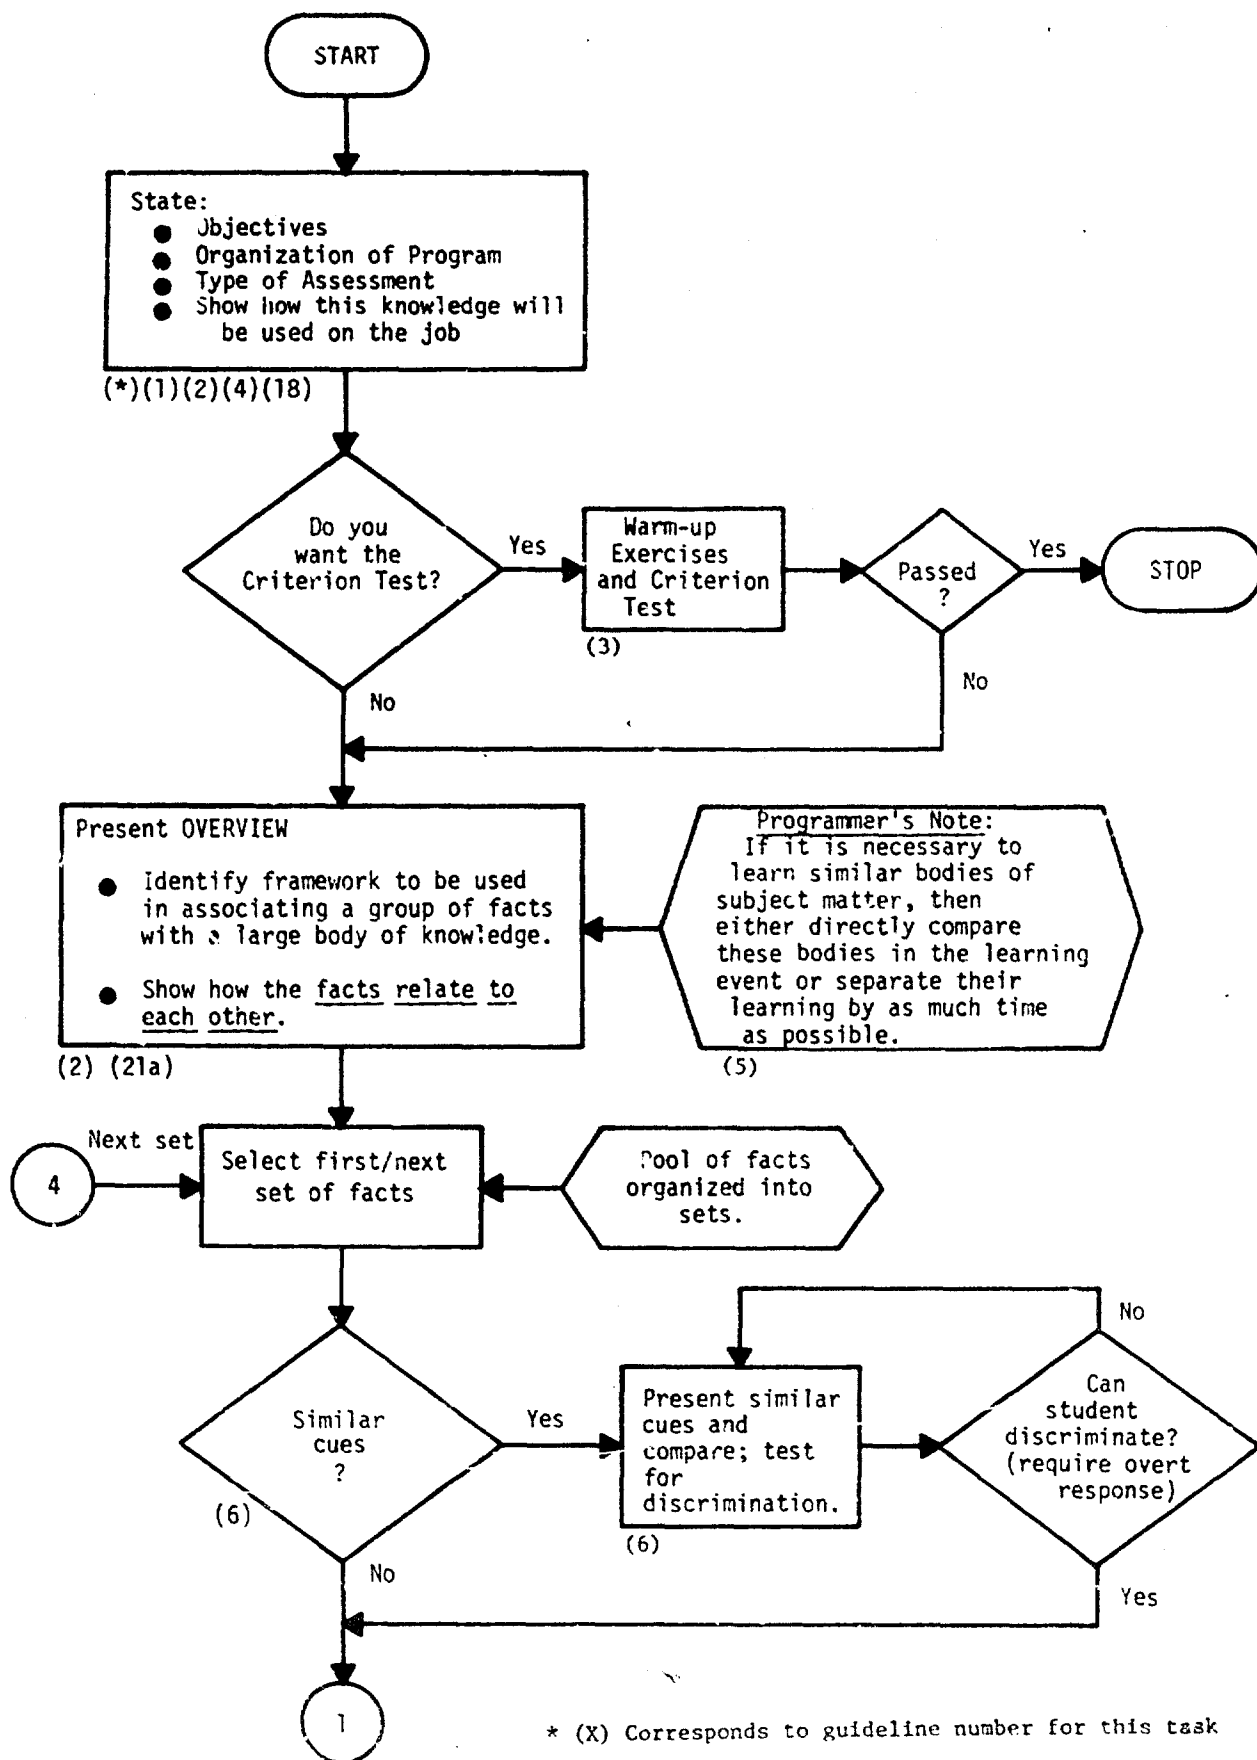 START
State:
● Objectives
● Organization of Program
● Type of Assessment
● Show how this knowledge will
be used on the job
(*)(1)(2)(4)(18)
Do you
want the
Criterion Test?
Yes
Warm-up
Exercises
and Criterion
Test
(3)
Passed
?
Yes
STOP
No
No
Present OVERVIEW
● Identify framework to be used
in associating a group of facts
with a large body of knowledge.
● Show how the facts relate to
each other.
(2) (21a)
Programmer's Note:
If it is necessary to
learn similar bodies of
subject matter, then
either directly compare
these bodies in the learning
event or separate their
learning by as much time
as possible.
(5)
4
Next set
Select first/next
set of facts
Pool of facts
organized into
sets.
Similar
cues
?
(6)
Yes
Present similar
cues and
compare; test
for
discrimination.
(6)
No
Can
student
discriminate?
(require overt
response)
No
Yes
1
* (X) Corresponds to guideline number for this task